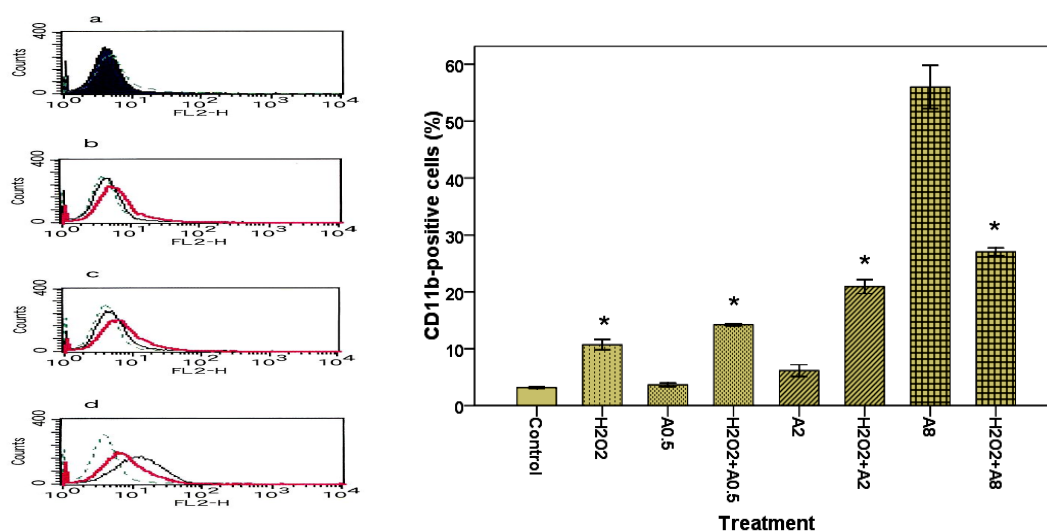 a
400
Counts
0
10⁰ 10¹ 10² 10³ 10⁴
FL2-H
b
400
Counts
0
10⁰ 10¹ 10² 10³ 10⁴
FL2-H
c
400
Counts
0
10⁰ 10¹ 10² 10³ 10⁴
FL2-H
d
400
Counts
0
10⁰ 10¹ 10² 10³ 10⁴
FL2-H
CD11b-positive cells (%)
60
50
40
30
20
10
0
*
*
*
*
Control
H2O2
A0.5
H2O2+A0.5
A2
H2O2+A2
A8
H2O2+A8
Treatment